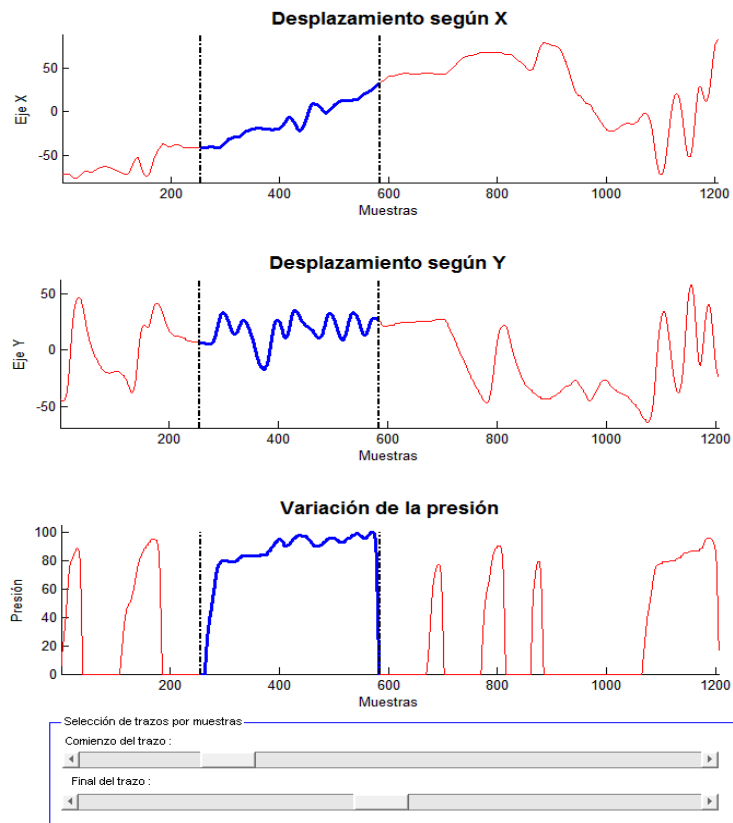 Desplazamiento según X
Eje X
50
0
-50
200 400 600 800 1000 1200
Muestras
Desplazamiento según Y
Eje Y
50
0
-50
200 400 600 800 1000 1200
Muestras
Variación de la presión
Presión
100
80
60
40
20
0
200 400 600 800 1000 1200
Muestras
Selección de trazos por muestras
Comienzo del trazo :
Final del trazo :